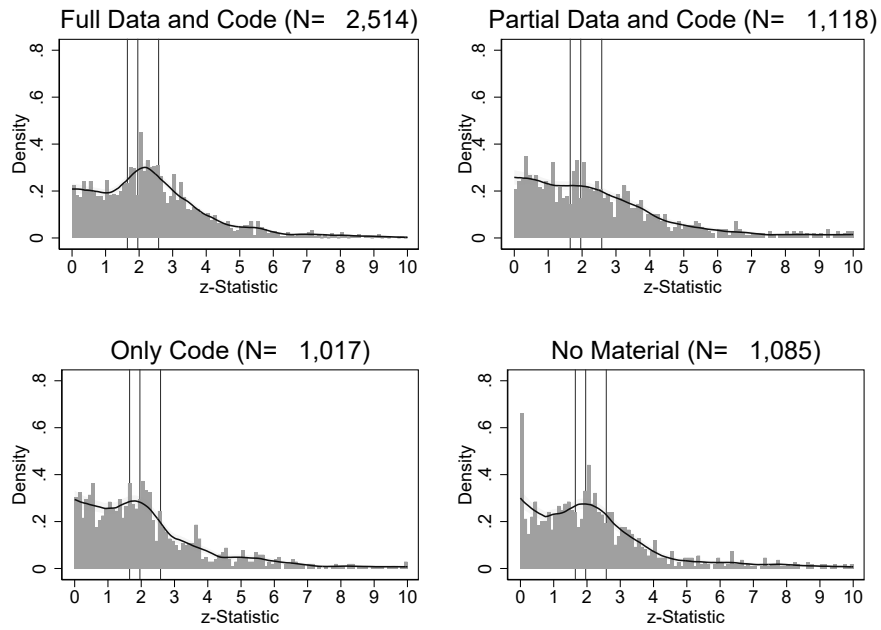 Full Data and Code (N= 2,514)
Density
0 .2 .4 .6 .8
0 1 2 3 4 5 6 7 8 9 10
z-Statistic
Partial Data and Code (N= 1,118)
Density
0 .2 .4 .6 .8
0 1 2 3 4 5 6 7 8 9 10
z-Statistic
Only Code (N= 1,017)
Density
0 .2 .4 .6 .8
0 1 2 3 4 5 6 7 8 9 10
z-Statistic
No Material (N= 1,085)
Density
0 .2 .4 .6 .8
0 1 2 3 4 5 6 7 8 9 10
z-Statistic